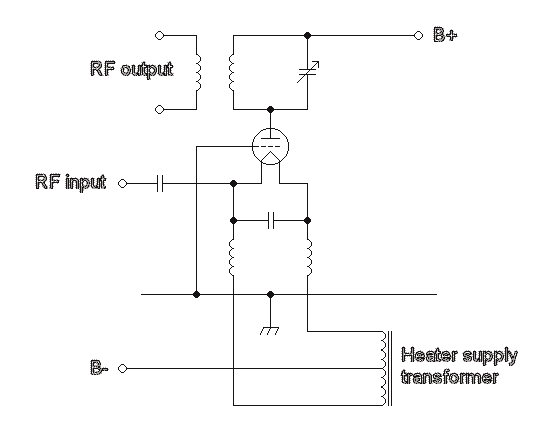 B+
RF output
RF input
B-
Heater supply
transformer